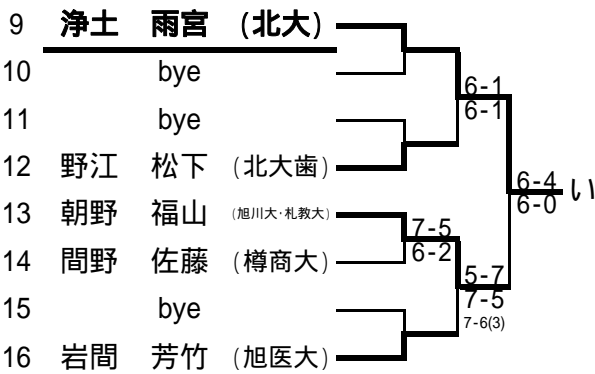 9 浄土 雨宮 (北大)
10 bye
11 bye
12 野江 松下 (北大歯)
13 朝野 福山 (旭川大・札教大)
14 間野 佐藤 (樽商大)
15 bye
16 岩間 芳竹 (旭医大)
6-1
6-1
7-5
6-2
5-7
7-5
7-6(3)
6-4
6-0
い